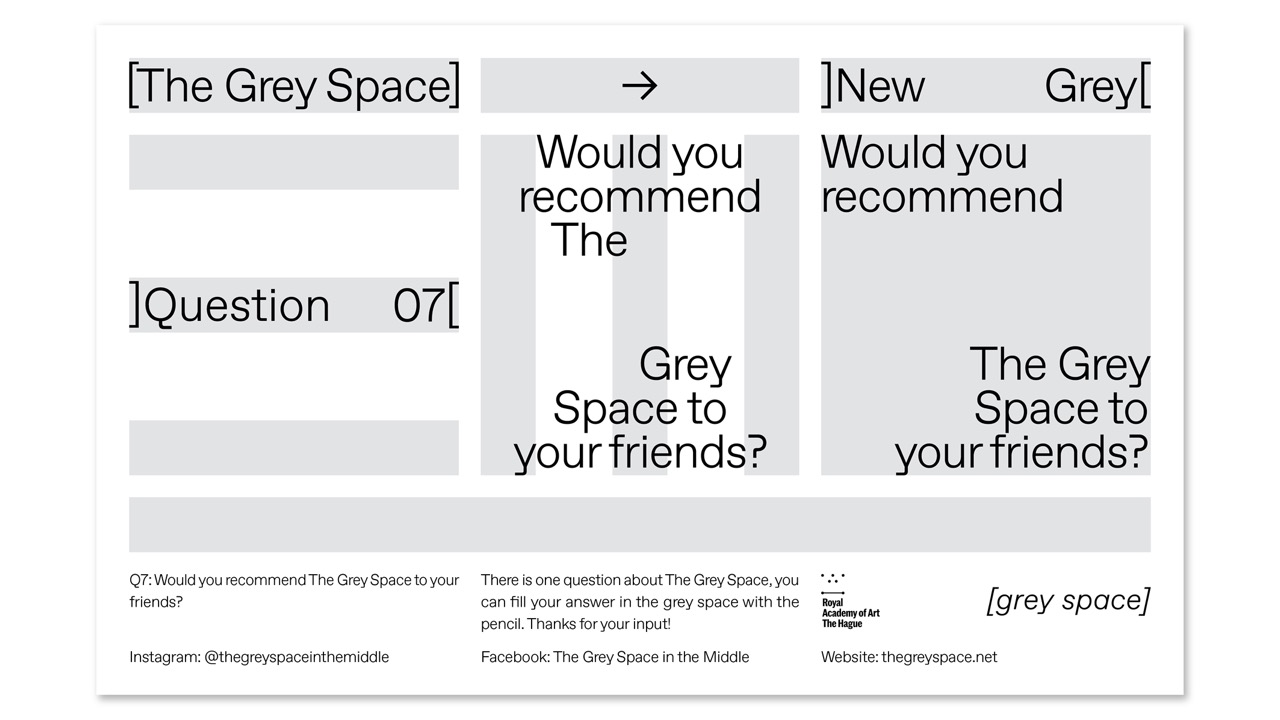 [The Grey Space]
→
]New Grey[
Would you
recommend
The
Grey
Space to
your friends?
Would you
recommend
The Grey
Space to
your friends?
]Question 07[
Q7: Would you recommend The Grey Space to your
friends?
There is one question about The Grey Space, you
can fill your answer in the grey space with the
pencil. Thanks for your input!
Royal
Academy of Art
The Hague
[grey space]
Instagram: @thegreyspaceinthemiddle
Facebook: The Grey Space in the Middle
Website: thegreyspace.net